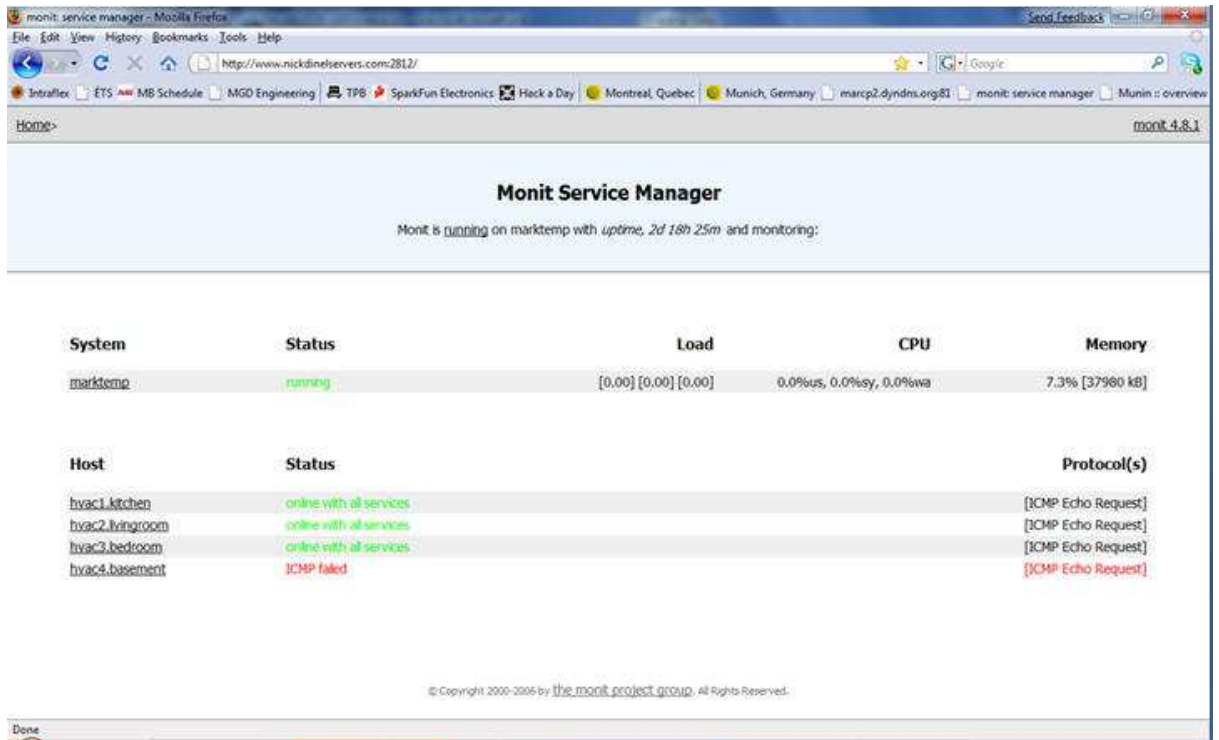 monit: service manager - Mozilla Firefox
Send Feedback
File Edit View History Bookmarks Tools Help
http://www.nickdinelservers.com:2812/
Google
Intraflex ÉTS MB Schedule MGD Engineering TPB SparkFun Electronics Hack a Day Montreal, Quebec Munich, Germany marcp2.dyndns.org:81 monit: service manager Munin :: overview
Home>
monit 4.8.1
Monit Service Manager
Monit is running on marktemp with uptime, 2d 18h 25m and monitoring:
System Status Load CPU Memory
marktemp running [0.00] [0.00] [0.00] 0.0%us, 0.0%sy, 0.0%wa 7.3% [37980 kB]
Host Status Protocol(s)
hvac1.kitchen online with all services [ICMP Echo Request]
hvac2.livingroom online with all services [ICMP Echo Request]
hvac3.bedroom online with all services [ICMP Echo Request]
hvac4.basement ICMP failed [ICMP Echo Request]
© Copyright 2000-2006 by the monit project group. All Rights Reserved.
Done